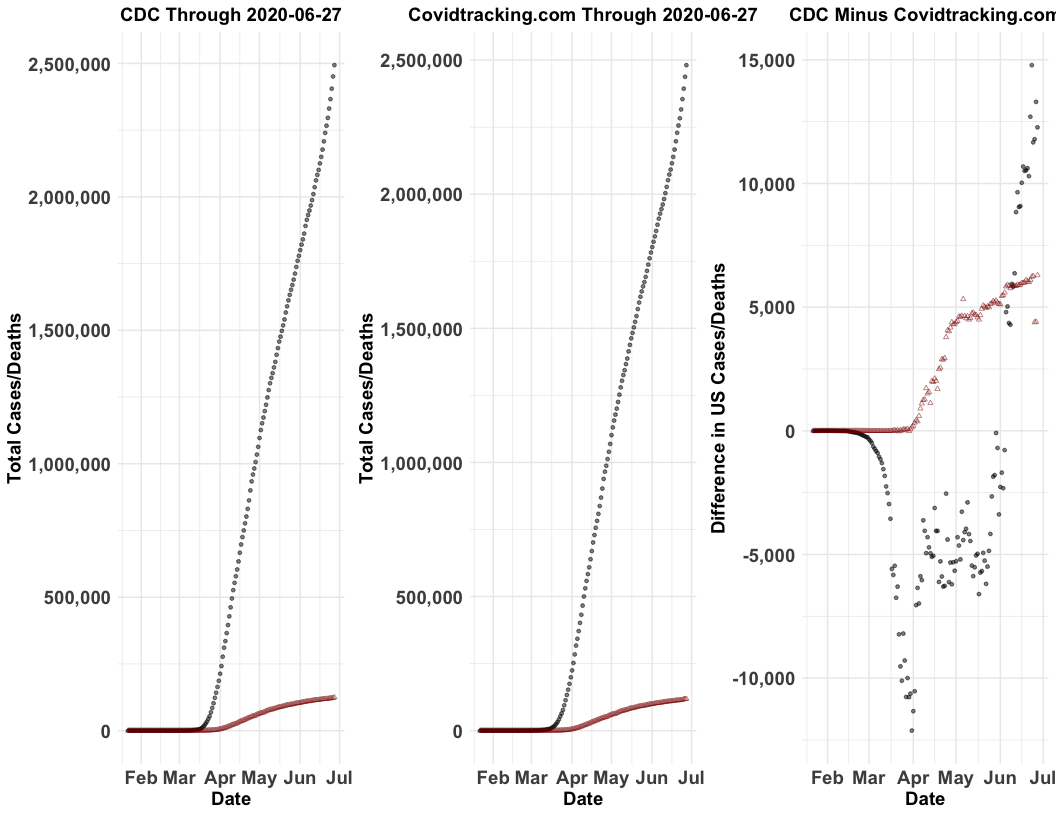 CDC Through 2020-06-27
2,500,000
2,000,000
1,500,000
1,000,000
500,000
0
Total Cases/Deaths
Feb Mar Apr May Jun Jul
Date
Covidtracking.com Through 2020-06-27
2,500,000
2,000,000
1,500,000
1,000,000
500,000
0
Total Cases/Deaths
Feb Mar Apr May Jun Jul
Date
CDC Minus Covidtracking.com
15,000
10,000
5,000
0
-5,000
-10,000
Difference in US Cases/Deaths
Feb Mar Apr May Jun Jul
Date